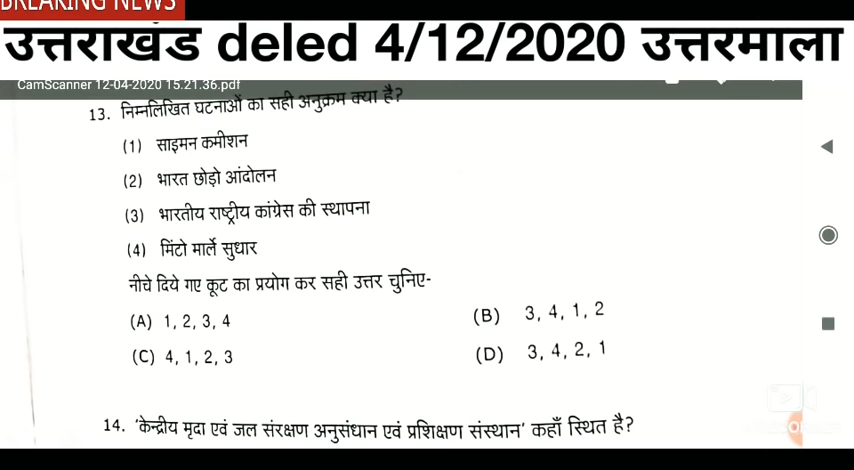 BREAKING NEWS
उत्तराखंड deled 4/12/2020 उत्तरमाला
CamScanner 12-04-2020 15.21.36.pdf
13. निम्नलिखित घटनाओं का सही अनुक्रम क्या है?
(1) साइमन कमीशन
(2) भारत छोड़ो आंदोलन
(3) भारतीय राष्ट्रीय कांग्रेस की स्थापना
(4) मिंटो मार्ले सुधार
नीचे दिये गए कूट का प्रयोग कर सही उत्तर चुनिए-
(A) 1, 2, 3, 4 (B) 3, 4, 1, 2
(C) 4, 1, 2, 3 (D) 3, 4, 2, 1
14. 'केन्द्रीय मृदा एवं जल संरक्षण अनुसंधान एवं प्रशिक्षण संस्थान' कहाँ स्थित है?